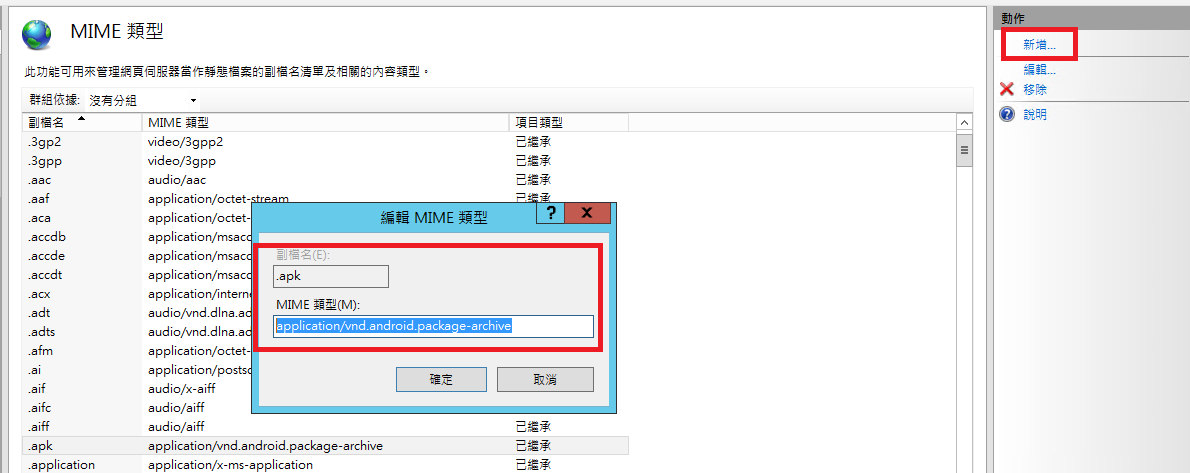 MIME 類型
此功能可用來管理網頁伺服器當作靜態檔案的副檔名清單及相關的內容類型。
群組依據: 沒有分組
副檔名 MIME 類型 項目類型
.3gp2 video/3gpp2 已繼承
.3gpp video/3gpp 已繼承
.aac audio/aac 已繼承
.aaf application/octet-stream 已繼承
.aca application/octet-
.accdb application/msacc
.accde application/msacc
.accdt application/msacc
.acx application/intern
.adt audio/vnd.dlna.ad
.adts audio/vnd.dlna.ad
.afm application/octet-
.ai application/postsc
.aif audio/x-aiff
.aifc audio/aiff
.aiff audio/aiff 已繼承
.apk application/vnd.android.package-archive 已繼承
.application application/x-ms-application 已繼承
編輯 MIME 類型
? X
副檔名(E):
.apk
MIME 類型(M):
application/vnd.android.package-archive
確定 取消
動作
新增...
編輯...
移除
? 說明